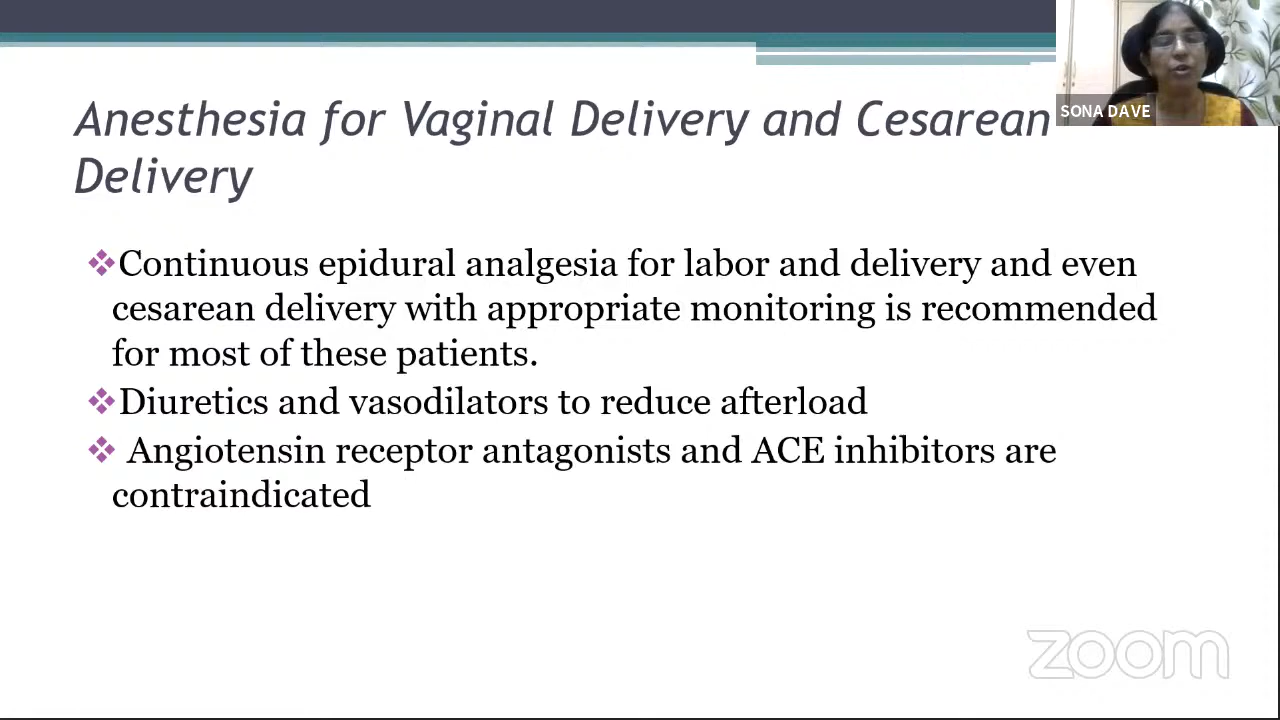 SONA DAVE
Anesthesia for Vaginal Delivery and Cesarean
Delivery
Continuous epidural analgesia for labor and delivery and even
cesarean delivery with appropriate monitoring is recommended
for most of these patients.
Diuretics and vasodilators to reduce afterload
Angiotensin receptor antagonists and ACE inhibitors are
contraindicated
zoom